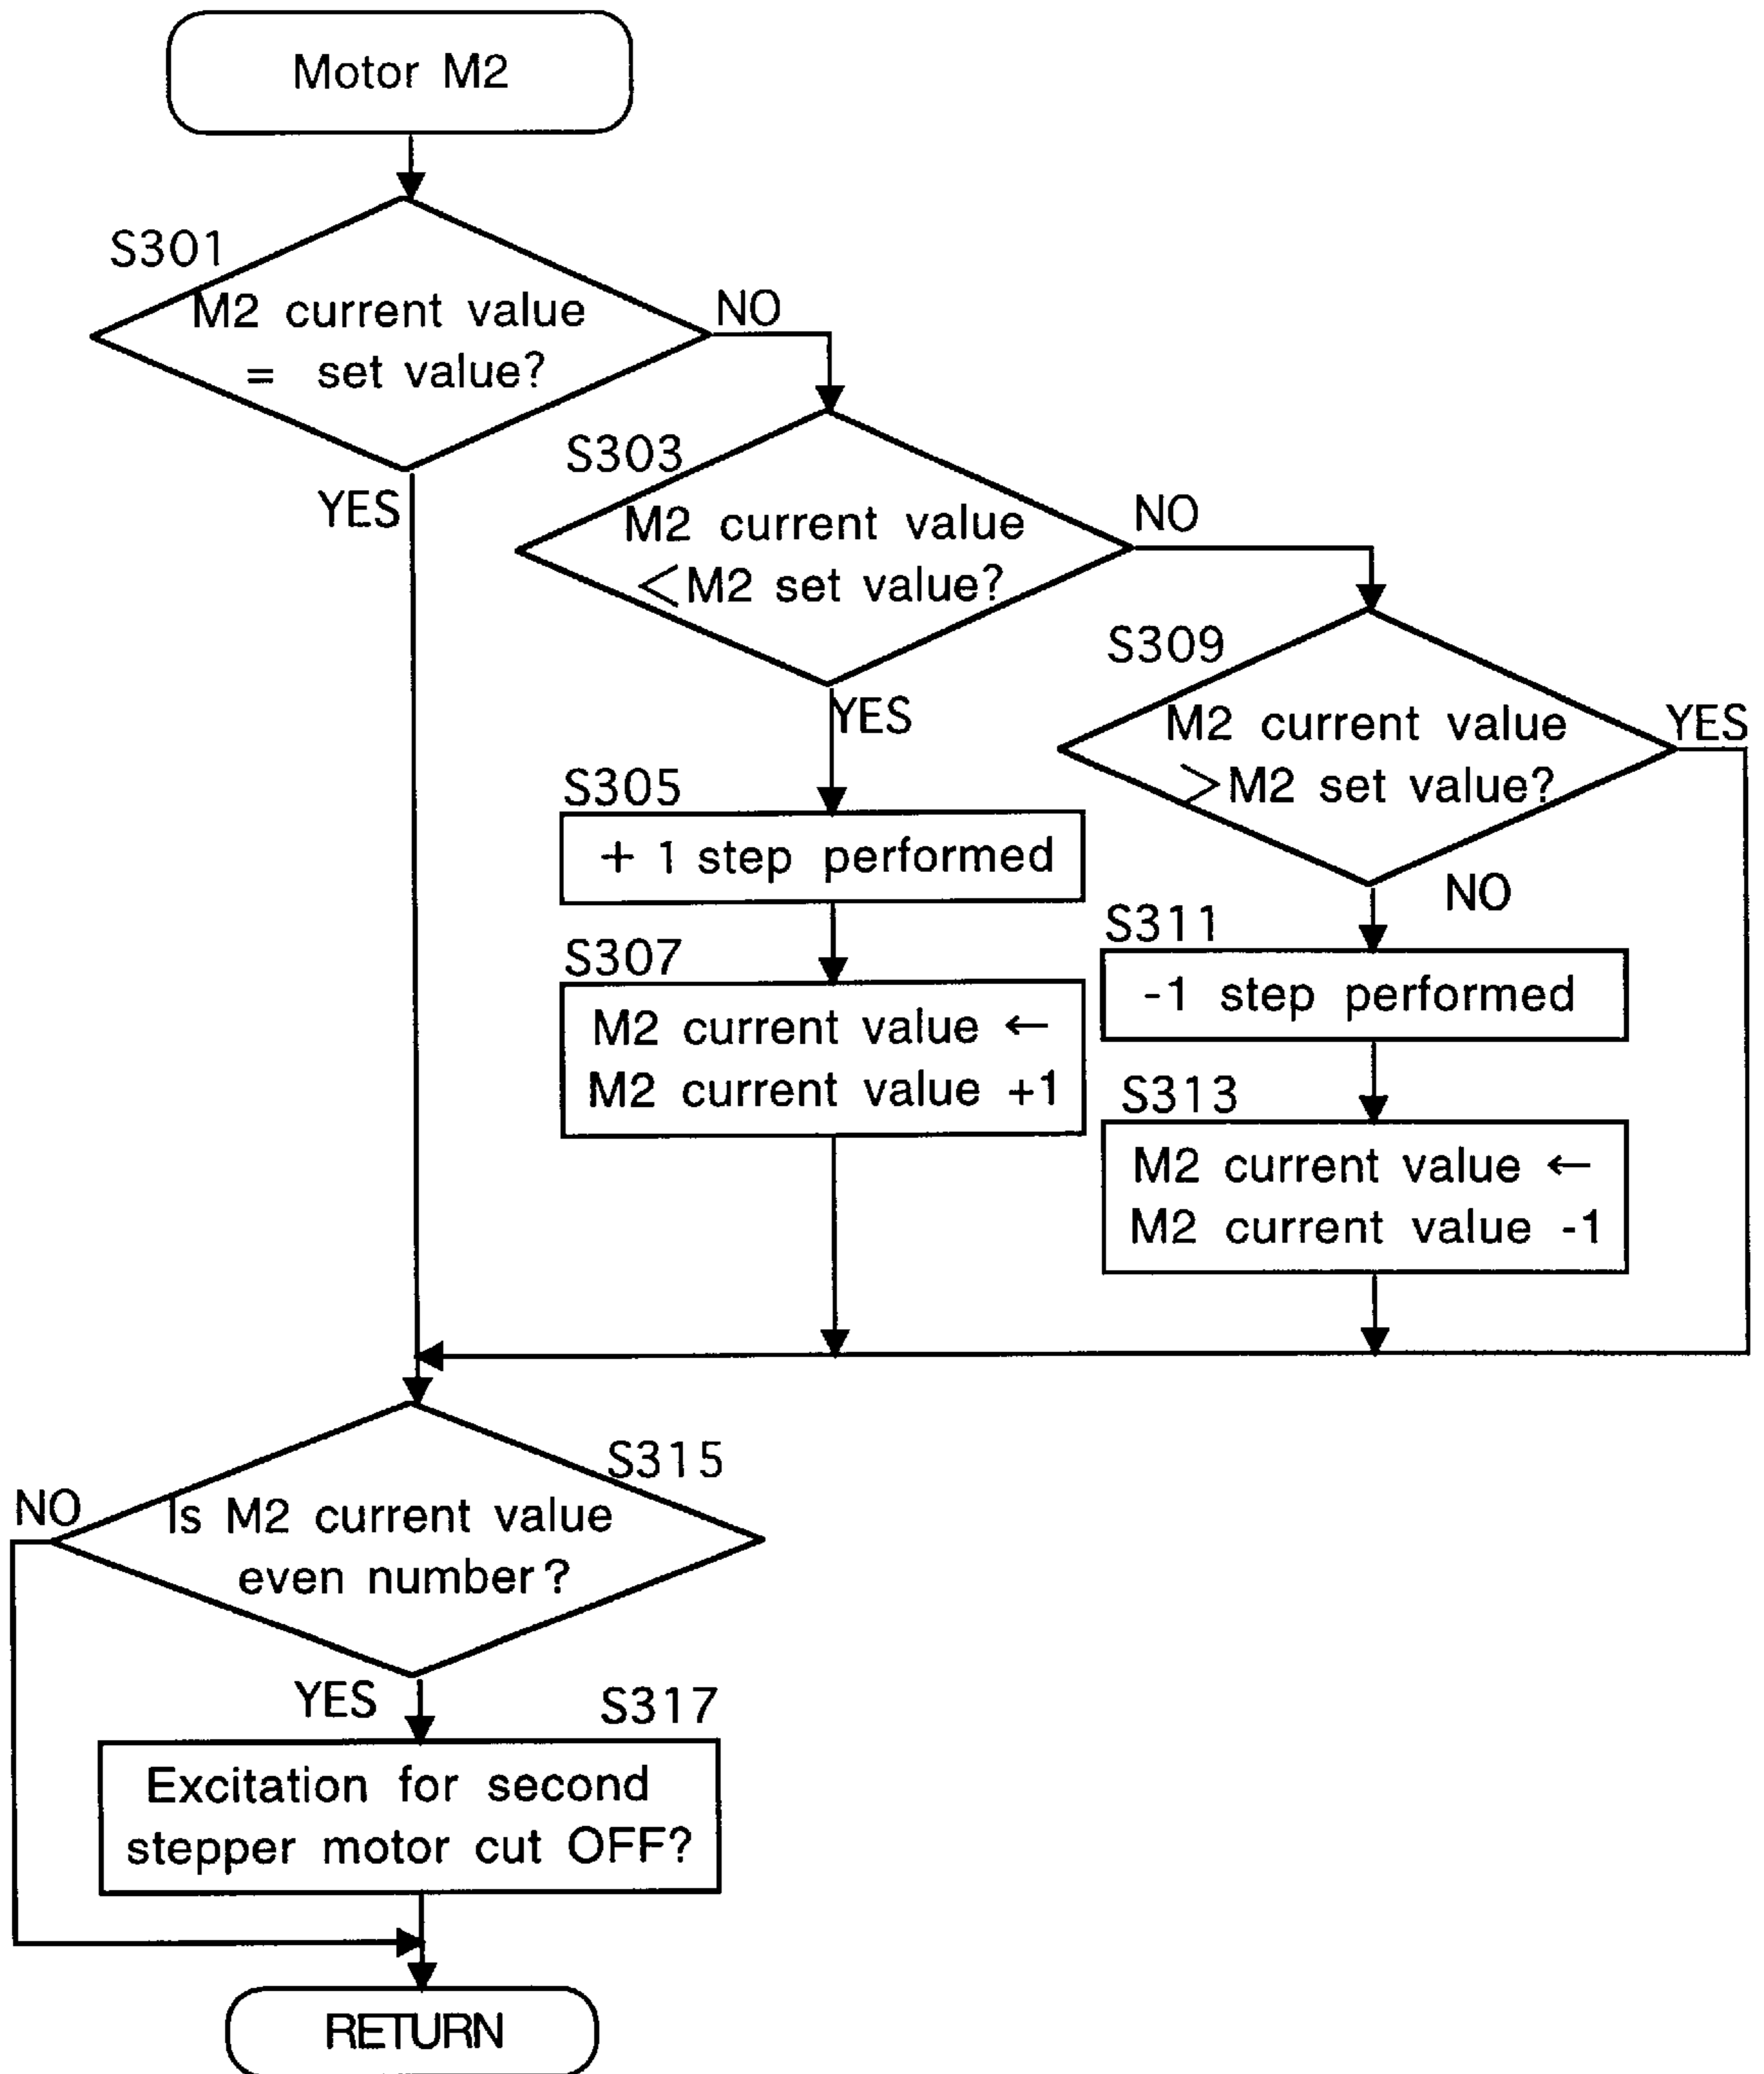 Motor M2
S301
M2 current value
= set value?
NO
YES
S303
M2 current value
<M2 set value?
NO
YES
S309
M2 current value
>M2 set value?
YES
NO
S305
+ 1 step performed
S307
M2 current value ←
M2 current value +1
S311
-1 step performed
S313
M2 current value ←
M2 current value -1
S315
Is M2 current value
even number?
NO
YES
S317
Excitation for second
stepper motor cut OFF?
RETURN